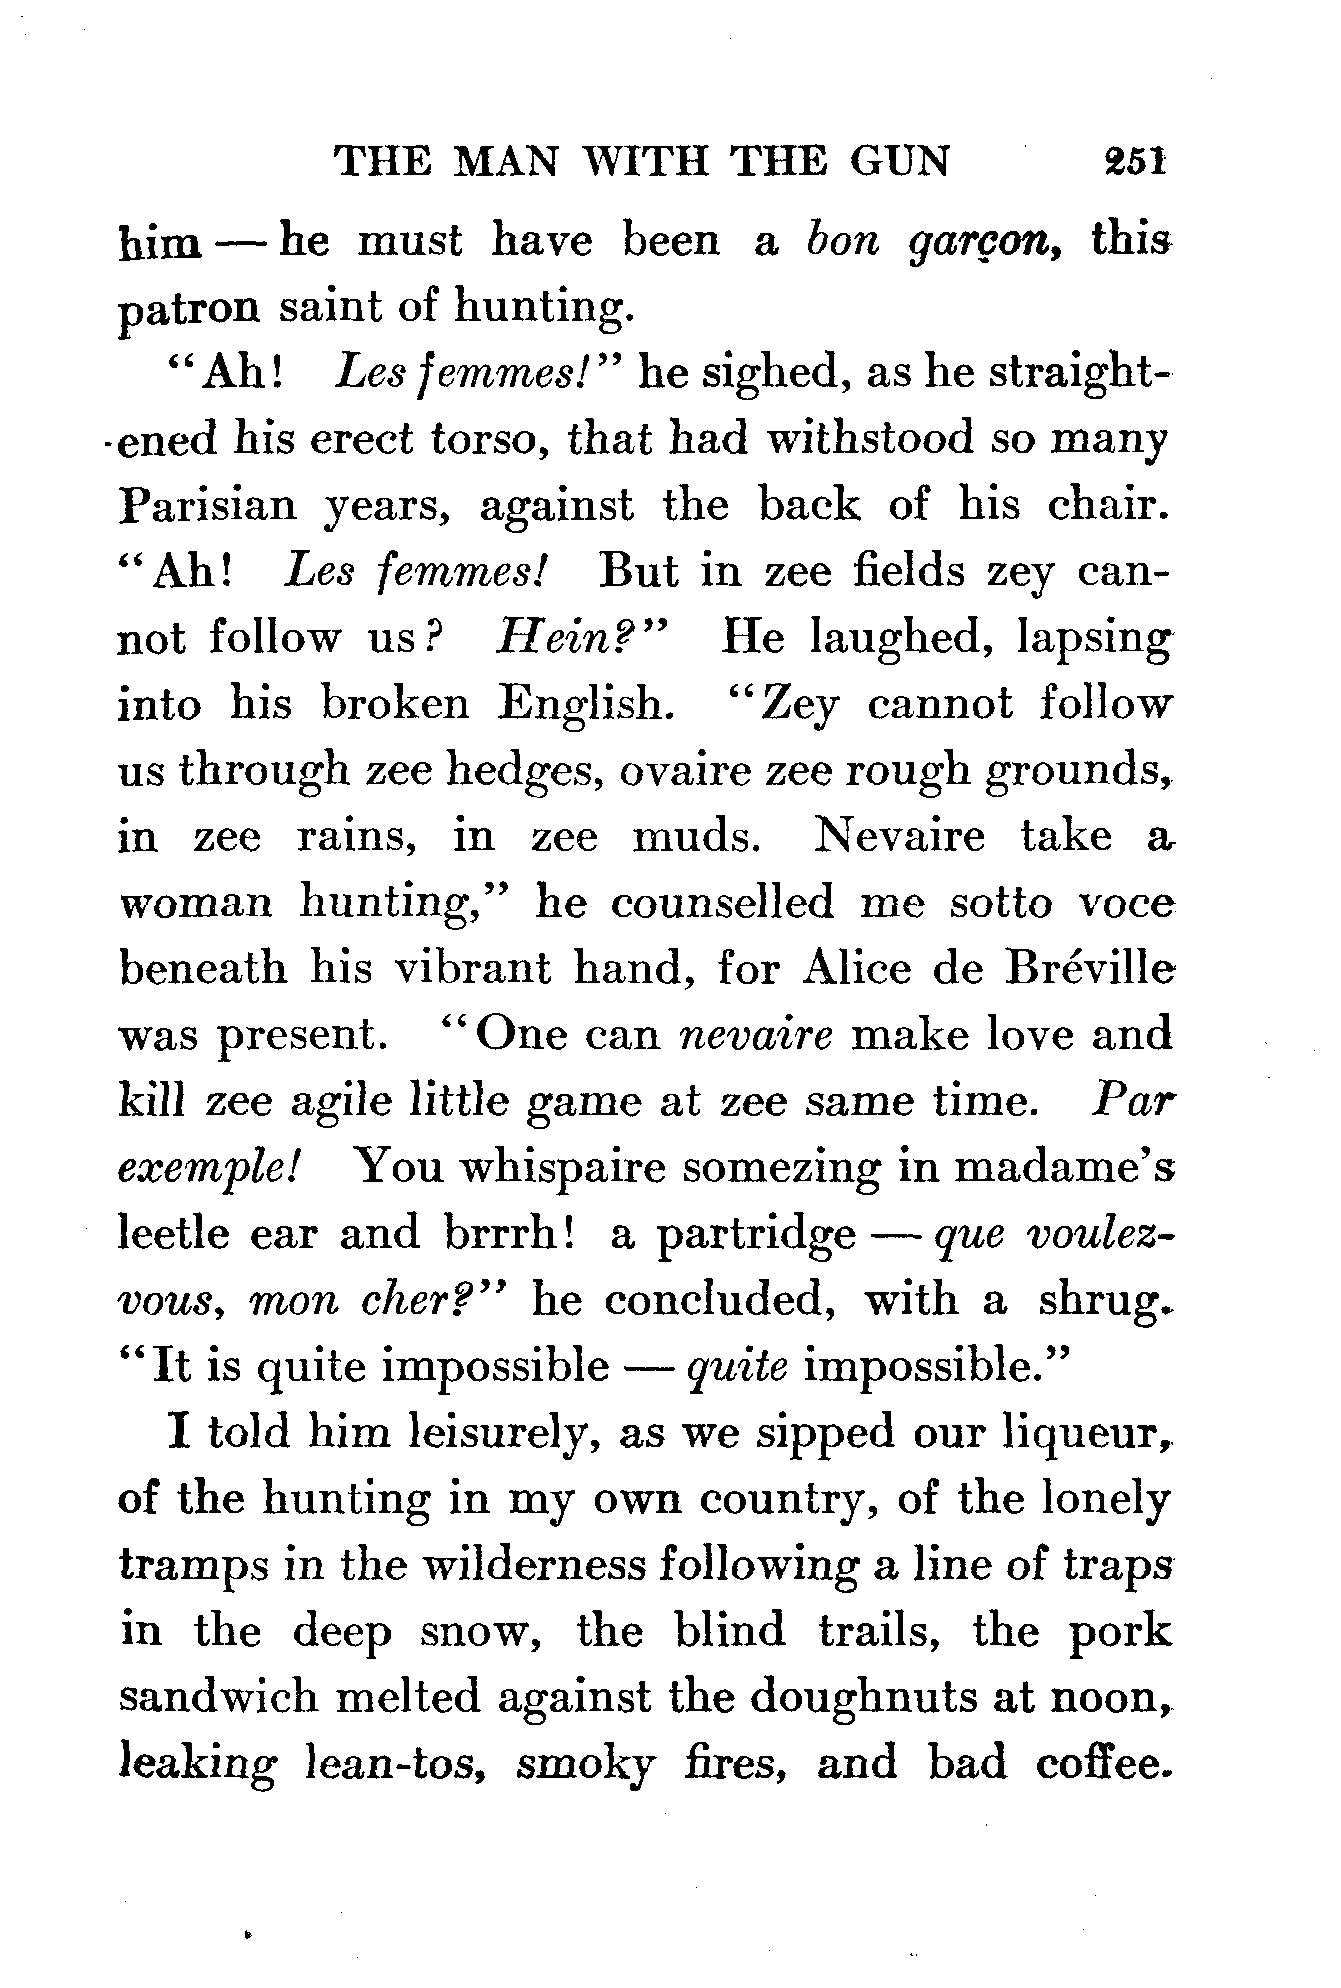 THE MAN WITH THE GUN 251
him — he must have been a bon garçon, this
patron saint of hunting.
"Ah! Les femmes!" he sighed, as he straight-
ened his erect torso, that had withstood so many
Parisian years, against the back of his chair.
"Ah! Les femmes! But in zee fields zey can-
not follow us? Hein?" He laughed, lapsing
into his broken English. "Zey cannot follow
us through zee hedges, ovaire zee rough grounds,
in zee rains, in zee muds. Nevaire take a
woman hunting," he counselled me sotto voce
beneath his vibrant hand, for Alice de Bréville
was present. "One can nevaire make love and
kill zee agile little game at zee same time. Par
exemple! You whispaire somezing in madame's
leetle ear and brrrh! a partridge — que voulez-
vous, mon cher?" he concluded, with a shrug.
"It is quite impossible — quite impossible."
I told him leisurely, as we sipped our liqueur,
of the hunting in my own country, of the lonely
tramps in the wilderness following a line of traps
in the deep snow, the blind trails, the pork
sandwich melted against the doughnuts at noon,
leaking lean-tos, smoky fires, and bad coffee.